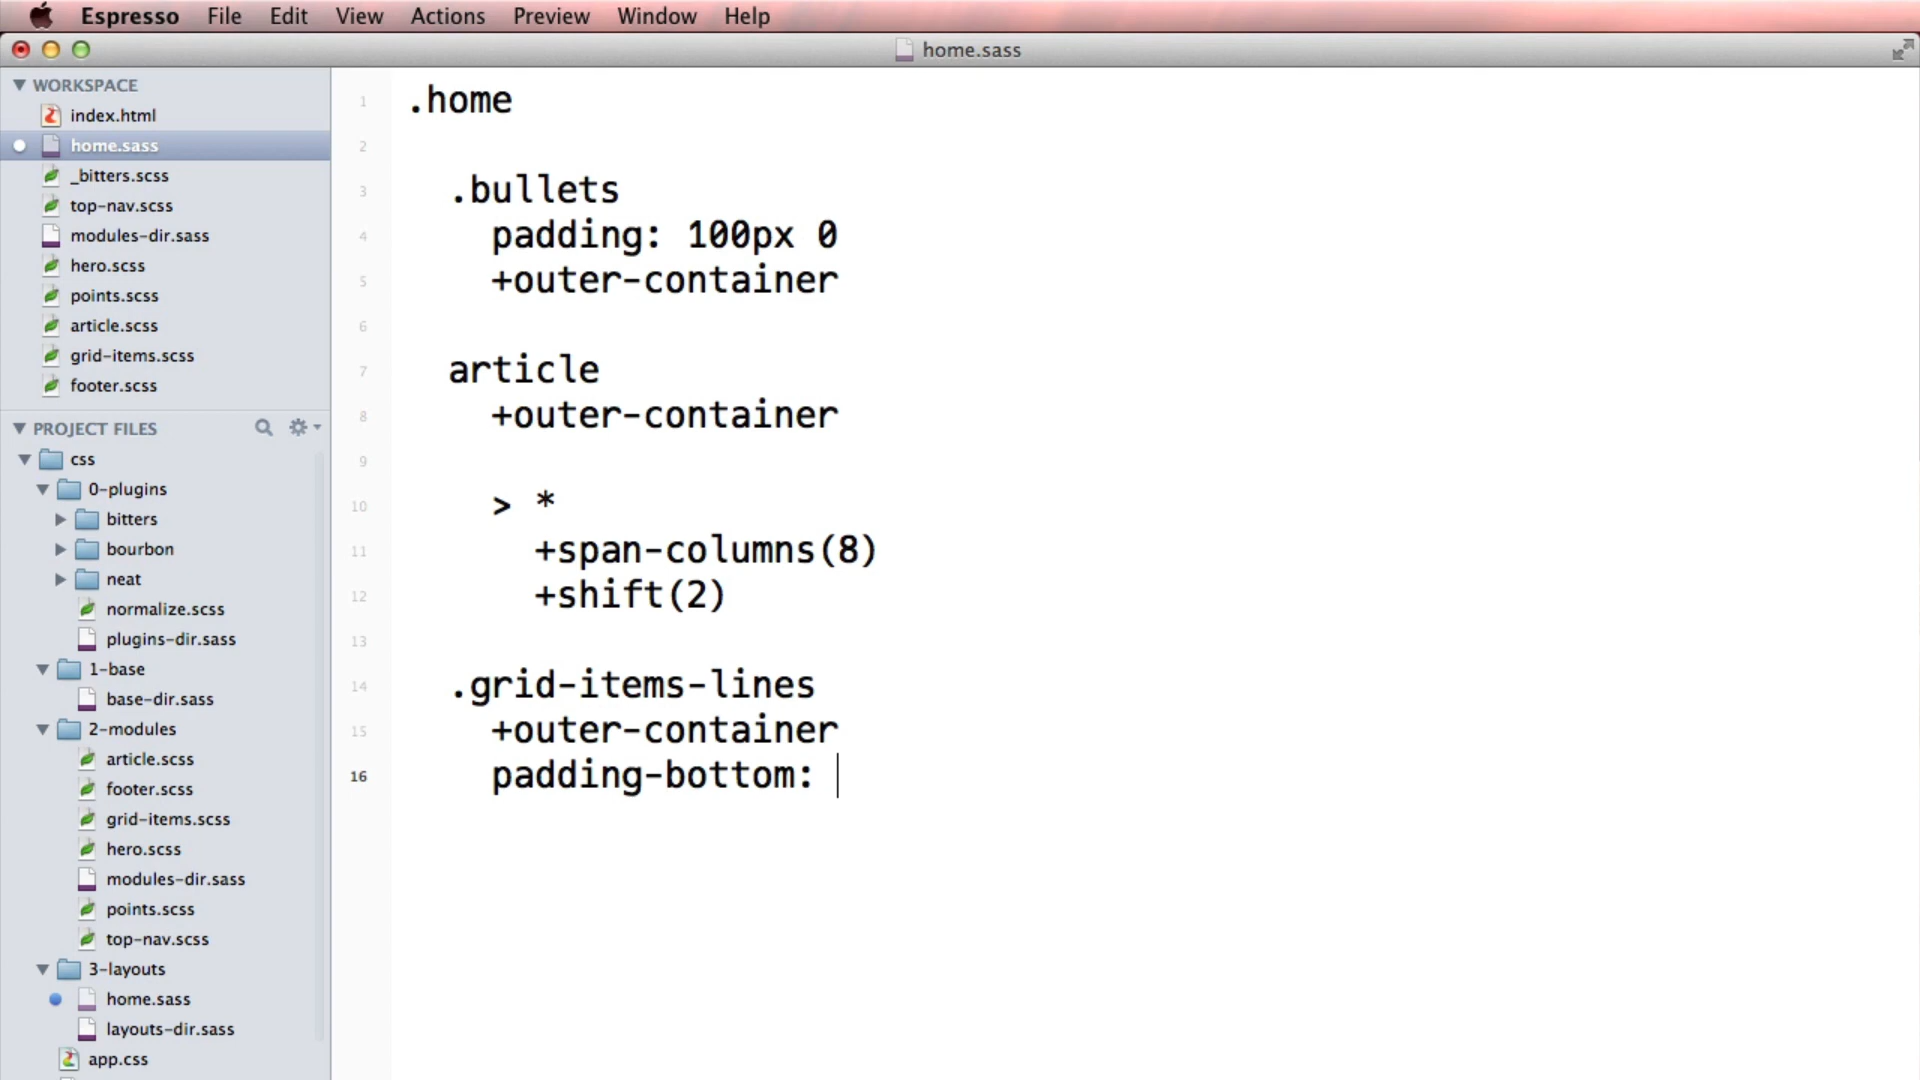 Espresso File Edit View Actions Preview Window Help
home.sass
WORKSPACE
index.html
home.sass
_bitters.scss
top-nav.scss
modules-dir.sass
hero.scss
points.scss
article.scss
grid-items.scss
footer.scss
PROJECT FILES
css
0-plugins
bitters
bourbon
neat
normalize.scss
plugins-dir.sass
1-base
base-dir.sass
2-modules
article.scss
footer.scss
grid-items.scss
hero.scss
modules-dir.sass
points.scss
top-nav.scss
3-layouts
home.sass
layouts-dir.sass
app.css
1 .home
2
3 .bullets
4 padding: 100px 0
5 +outer-container
6
7 article
8 +outer-container
9
10 > *
11 +span-columns(8)
12 +shift(2)
13
14 .grid-items-lines
15 +outer-container
16 padding-bottom: